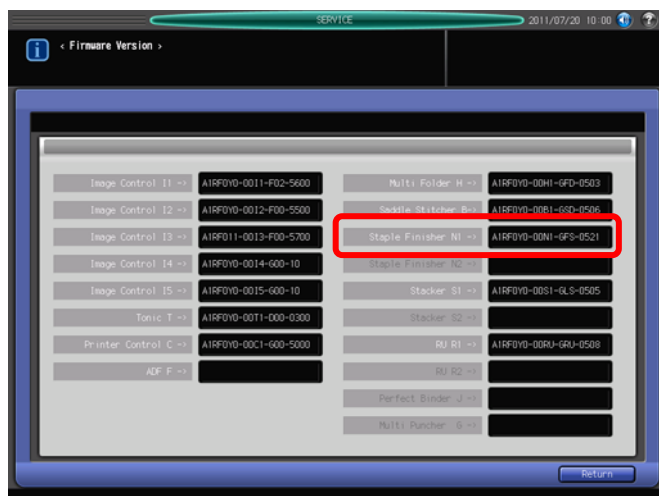 SERVICE
2011/07/20 10:00
< Firmware Version >
Image Control I1 -> A1RF0Y0-00I1-F02-5600
Image Control I2 -> A1RF0Y0-00I2-F00-5500
Image Control I3 -> A1RF011-00I3-F00-5700
Image Control I4 -> A1RF0Y0-00I4-G00-10
Image Control I5 -> A1RF0Y0-00I5-G00-10
Tonic T -> A1RF0Y0-00T1-D00-0300
Printer Control C -> A1RF0Y0-00C1-G00-5000
ADF F ->
Multi Folder H -> A1RF0Y0-00H1-GFD-0503
Saddle Stitcher B-> A1RF0Y0-00B1-GSD-0506
Staple Finisher N1 -> A1RF0Y0-00N1-GFS-0521
Staple Finisher N2 ->
Stacker S1 -> A1RF0Y0-00S1-GLS-0505
Stacker S2 ->
RU R1 -> A1RF0Y0-00RU-GRU-0508
RU R2 ->
Perfect Binder J ->
Multi Puncher G ->
Return